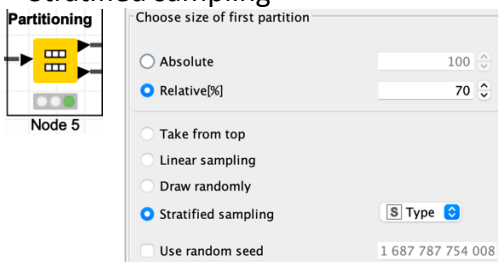 Stratified sampling
Partitioning
Choose size of first partition
Absolute 100
Relative[%] 70
Node 5
Take from top
Linear sampling
Draw randomly
Stratified sampling S Type
Use random seed 1 687 787 754 008